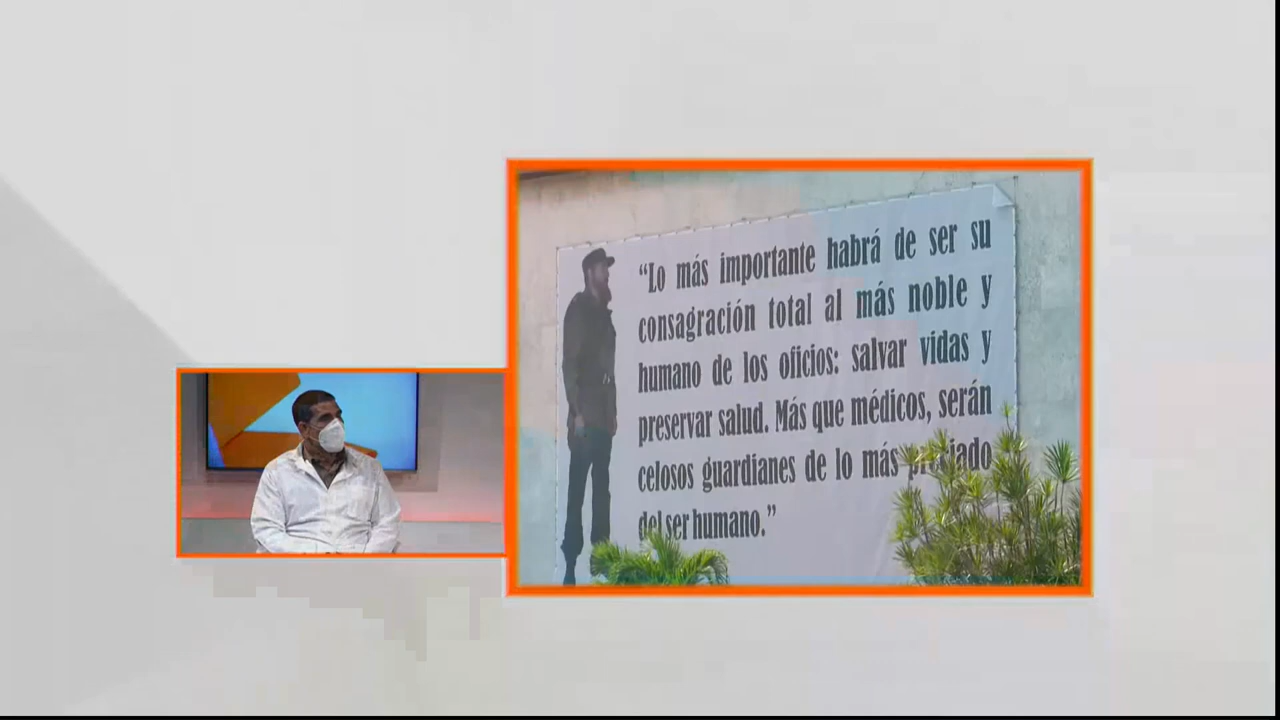 “Lo más importante habrá de ser su
consagración total al más noble y
humano de los oficios: salvar vidas y
preservar salud. Más que médicos, serán
celosos guardianes de lo más
del ser humano.”